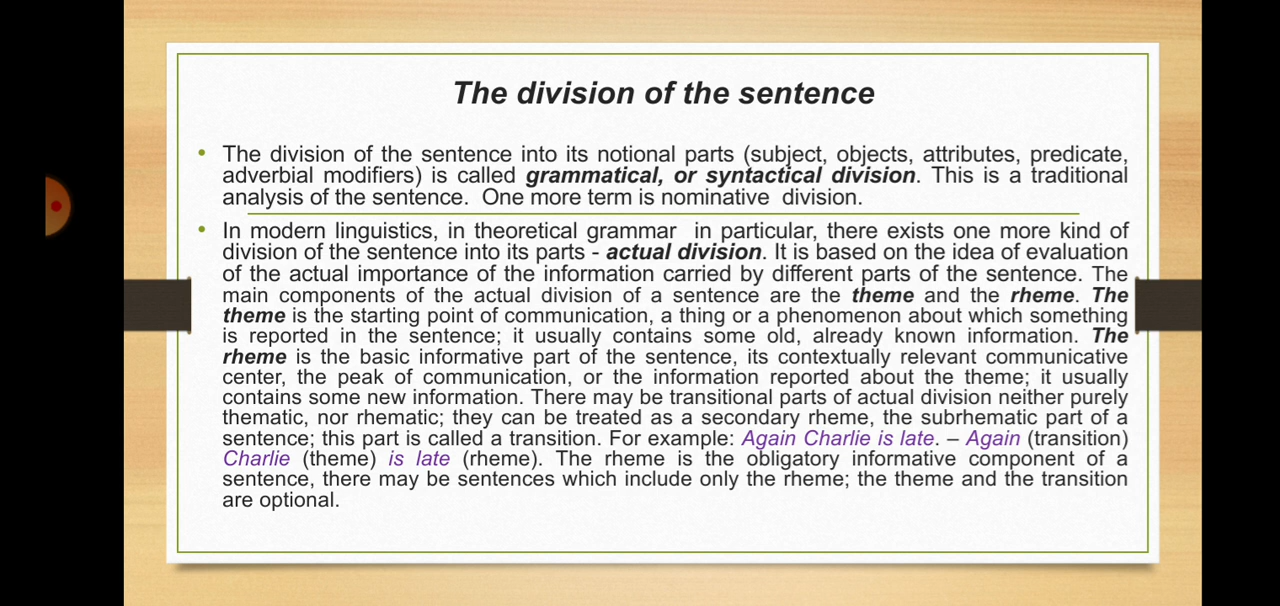 The division of the sentence
• The division of the sentence into its notional parts (subject, objects, attributes, predicate,
adverbial modifiers) is called grammatical, or syntactical division. This is a traditional
analysis of the sentence.  One more term is nominative  division.
• In modern linguistics, in theoretical grammar  in particular, there exists one more kind of
division of the sentence into its parts - actual division. It is based on the idea of evaluation
of the actual importance of the information carried by different parts of the sentence. The
main components of the actual division of a sentence are the theme and the rheme. The
theme is the starting point of communication, a thing or a phenomenon about which something
is reported in the sentence; it usually contains some old, already known information. The
rheme is the basic informative part of the sentence, its contextually relevant communicative
center, the peak of communication, or the information reported about the theme; it usually
contains some new information. There may be transitional parts of actual division neither purely
thematic, nor rhematic; they can be treated as a secondary rheme, the subrhematic part of a
sentence; this part is called a transition. For example: Again Charlie is late. – Again (transition)
Charlie (theme) is late (rheme). The rheme is the obligatory informative component of a
sentence, there may be sentences which include only the rheme; the theme and the transition
are optional.